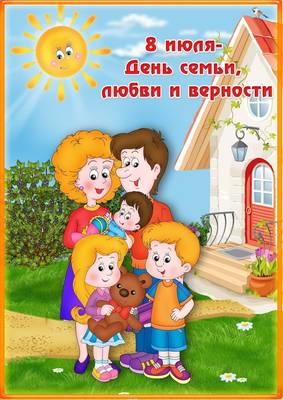 8 июля-
День семьи,
любви и верности